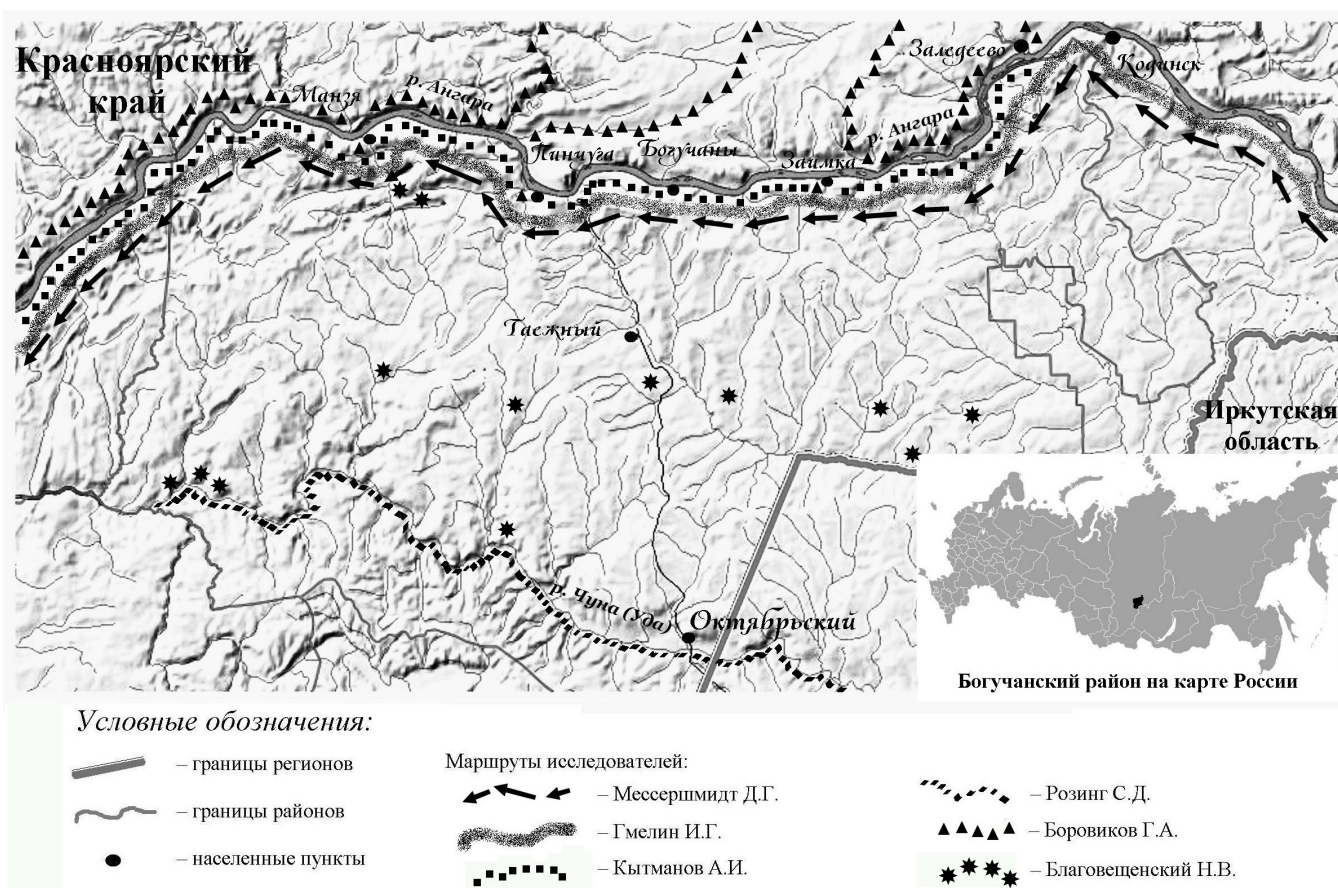 Красноярский
край
Манзя
р. Ангара
Пинчуга
Богучаны
Заимка
р. Ангара
Заледеево
Кодинск
Таежный
Иркутская
область
р. Чуна (Уда)
Октябрьский
Богучанский район на карте России
Условные обозначения:
– границы регионов
– границы районов
– населенные пункты
Маршруты исследователей:
– Мессершмидт Д.Г.
– Гмелин И.Г.
– Кытманов А.И.
– Розинг С.Д.
– Боровиков Г.А.
– Благовещенский Н.В.